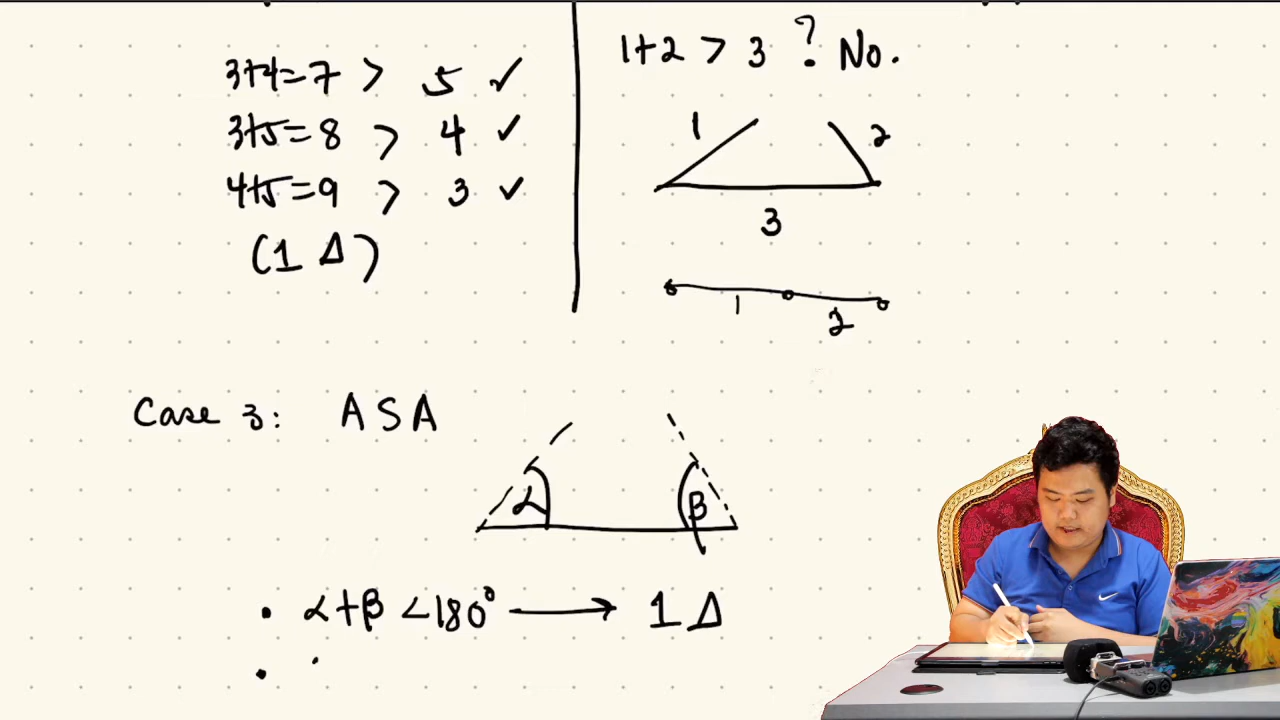 3+4=7 > 5 ✓
3+5=8 > 4 ✓
4+5=9 > 3 ✓
(1 Δ)
1+2 > 3 ? No.
1
2
3
1
2
Case 3: ASA
α
β
• α+β <180° ⟶ 1 Δ
•